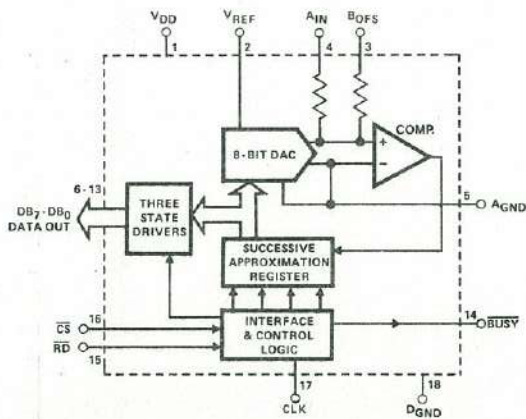 VDD VREF AIN BOFS
1 2 4 3
COMP.
+
8-BIT DAC
−
6 - 13
5
AGND
THREE
STATE
DRIVERS
DB7 - DB0
DATA OUT
SUCCESSIVE
APPROXIMATION
REGISTER
CS 16
INTERFACE
& CONTROL
LOGIC
14
BUSY
RD
15
17
CLK
18
DGND